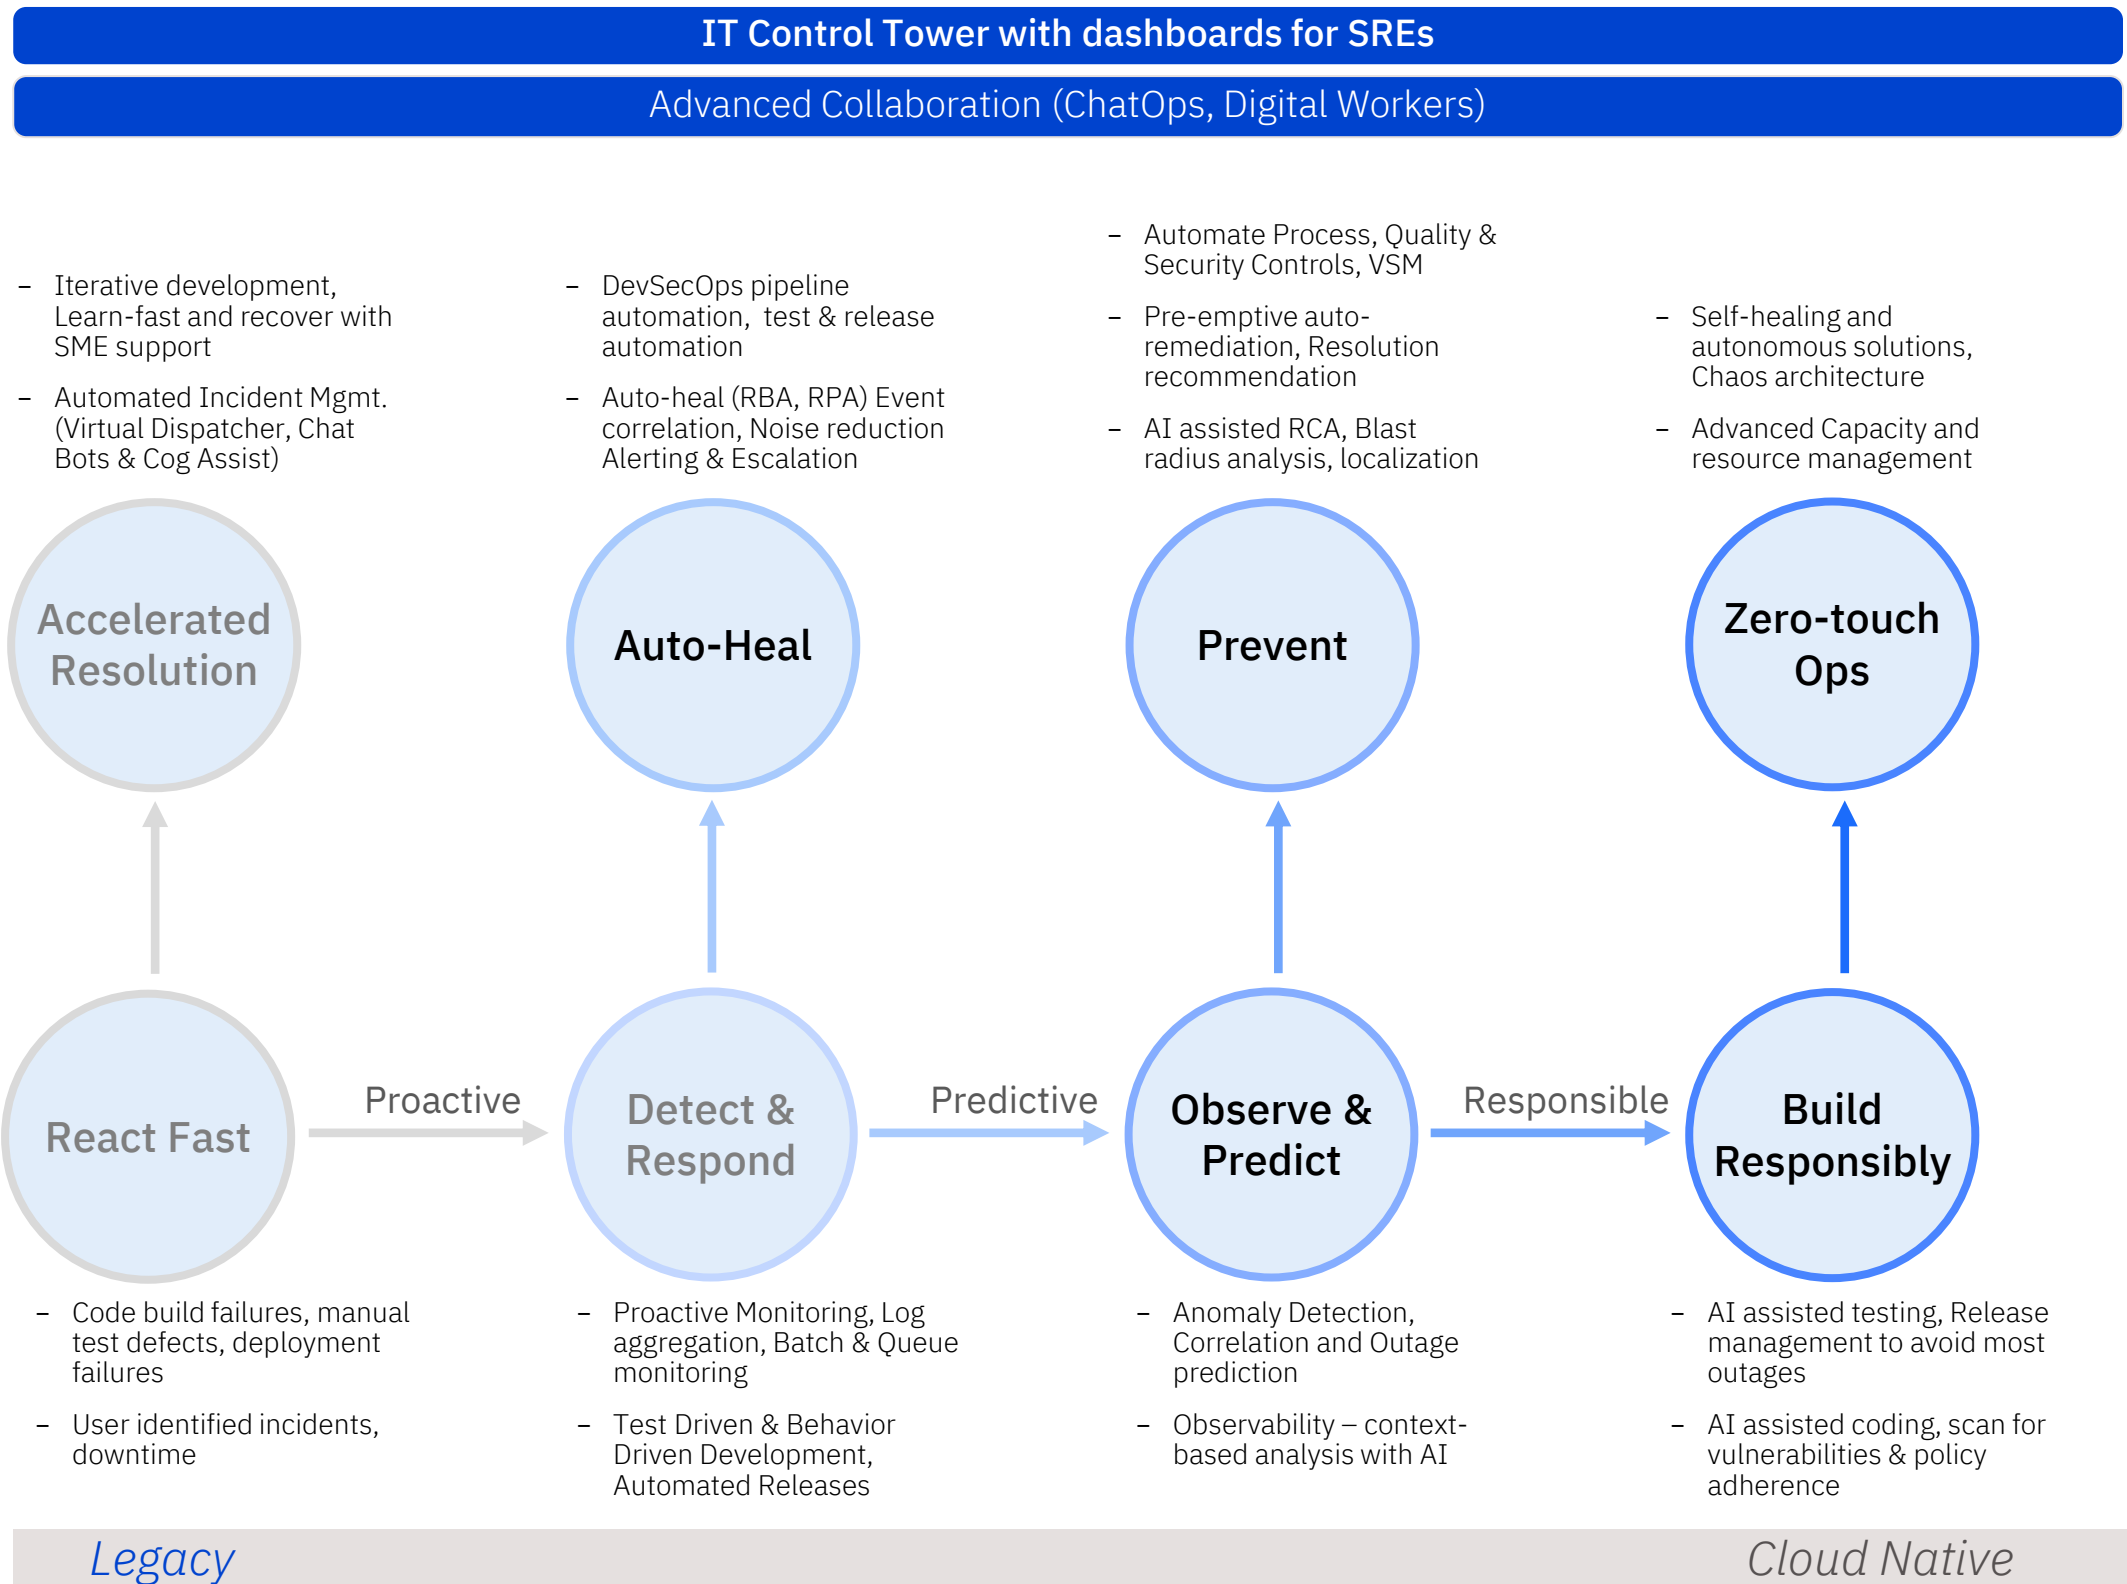 IT Control Tower with dashboards for SREs
Advanced Collaboration (ChatOps, Digital Workers)
– Iterative development,
Learn-fast and recover with
SME support
– Automated Incident Mgmt.
(Virtual Dispatcher, Chat
Bots & Cog Assist)
– DevSecOps pipeline
automation, test & release
automation
– Auto-heal (RBA, RPA) Event
correlation, Noise reduction
Alerting & Escalation
– Automate Process, Quality &
Security Controls, VSM
– Pre-emptive auto-
remediation, Resolution
recommendation
– AI assisted RCA, Blast
radius analysis, localization
– Self-healing and
autonomous solutions,
Chaos architecture
– Advanced Capacity and
resource management
Accelerated
Resolution
Auto-Heal
Prevent
Zero-touch
Ops
React Fast
Proactive
Detect &
Respond
Predictive
Observe &
Predict
Responsible
Build
Responsibly
– Code build failures, manual
test defects, deployment
failures
– User identified incidents,
downtime
– Proactive Monitoring, Log
aggregation, Batch & Queue
monitoring
– Test Driven & Behavior
Driven Development,
Automated Releases
– Anomaly Detection,
Correlation and Outage
prediction
– Observability – context-
based analysis with AI
– AI assisted testing, Release
management to avoid most
outages
– AI assisted coding, scan for
vulnerabilities & policy
adherence
Legacy
Cloud Native